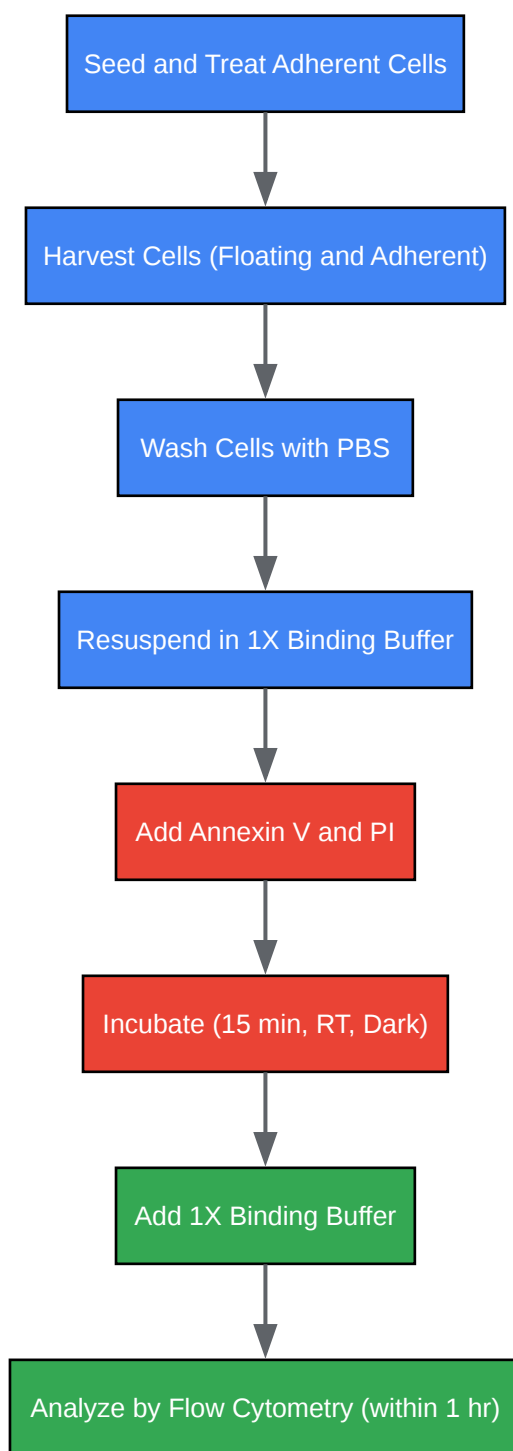 Seed and Treat Adherent Cells
Harvest Cells (Floating and Adherent)
Wash Cells with PBS
Resuspend in 1X Binding Buffer
Add Annexin V and PI
Incubate (15 min, RT, Dark)
Add 1X Binding Buffer
Analyze by Flow Cytometry (within 1 hr)